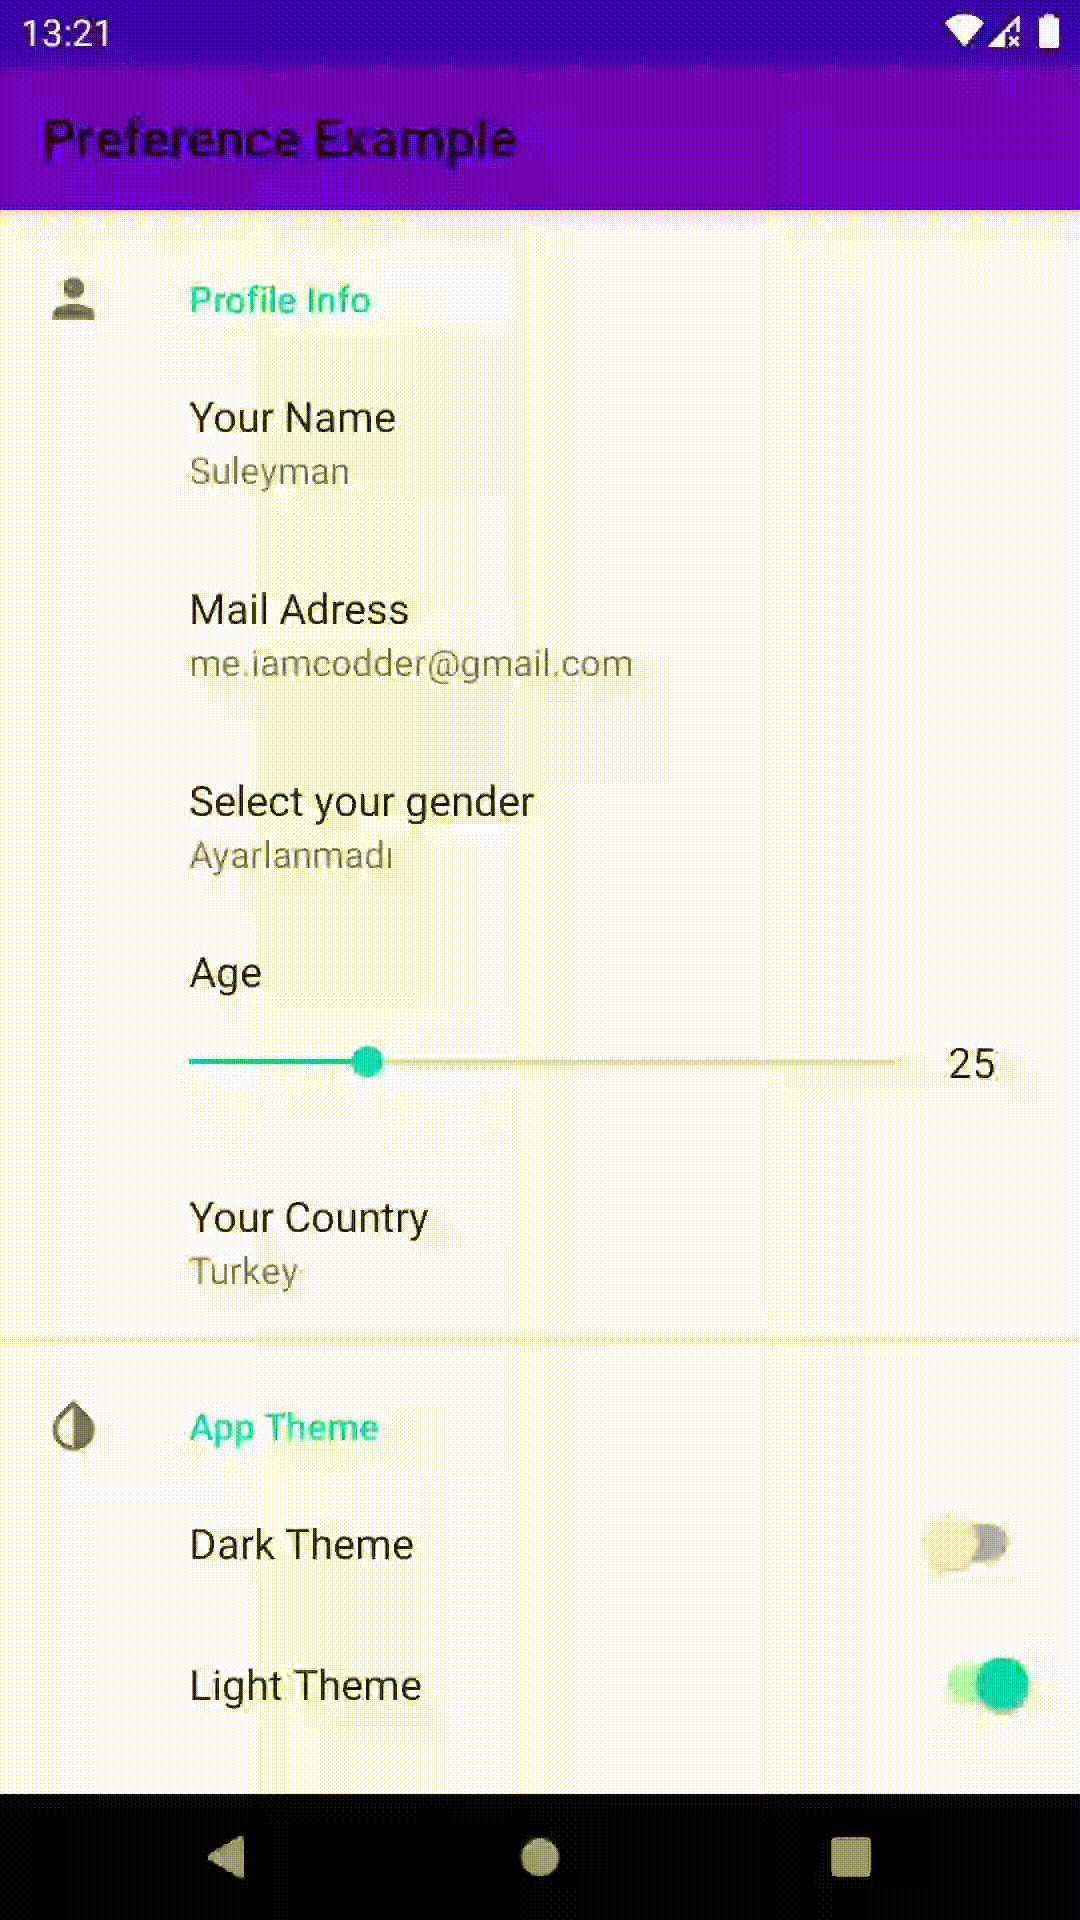 13:21
Preference Example
Profile Info
Your Name
Suleyman
Mail Adress
me.iamcodder@gmail.com
Select your gender
Ayarlanmadı
Age
25
Your Country
Turkey
App Theme
Dark Theme
Light Theme